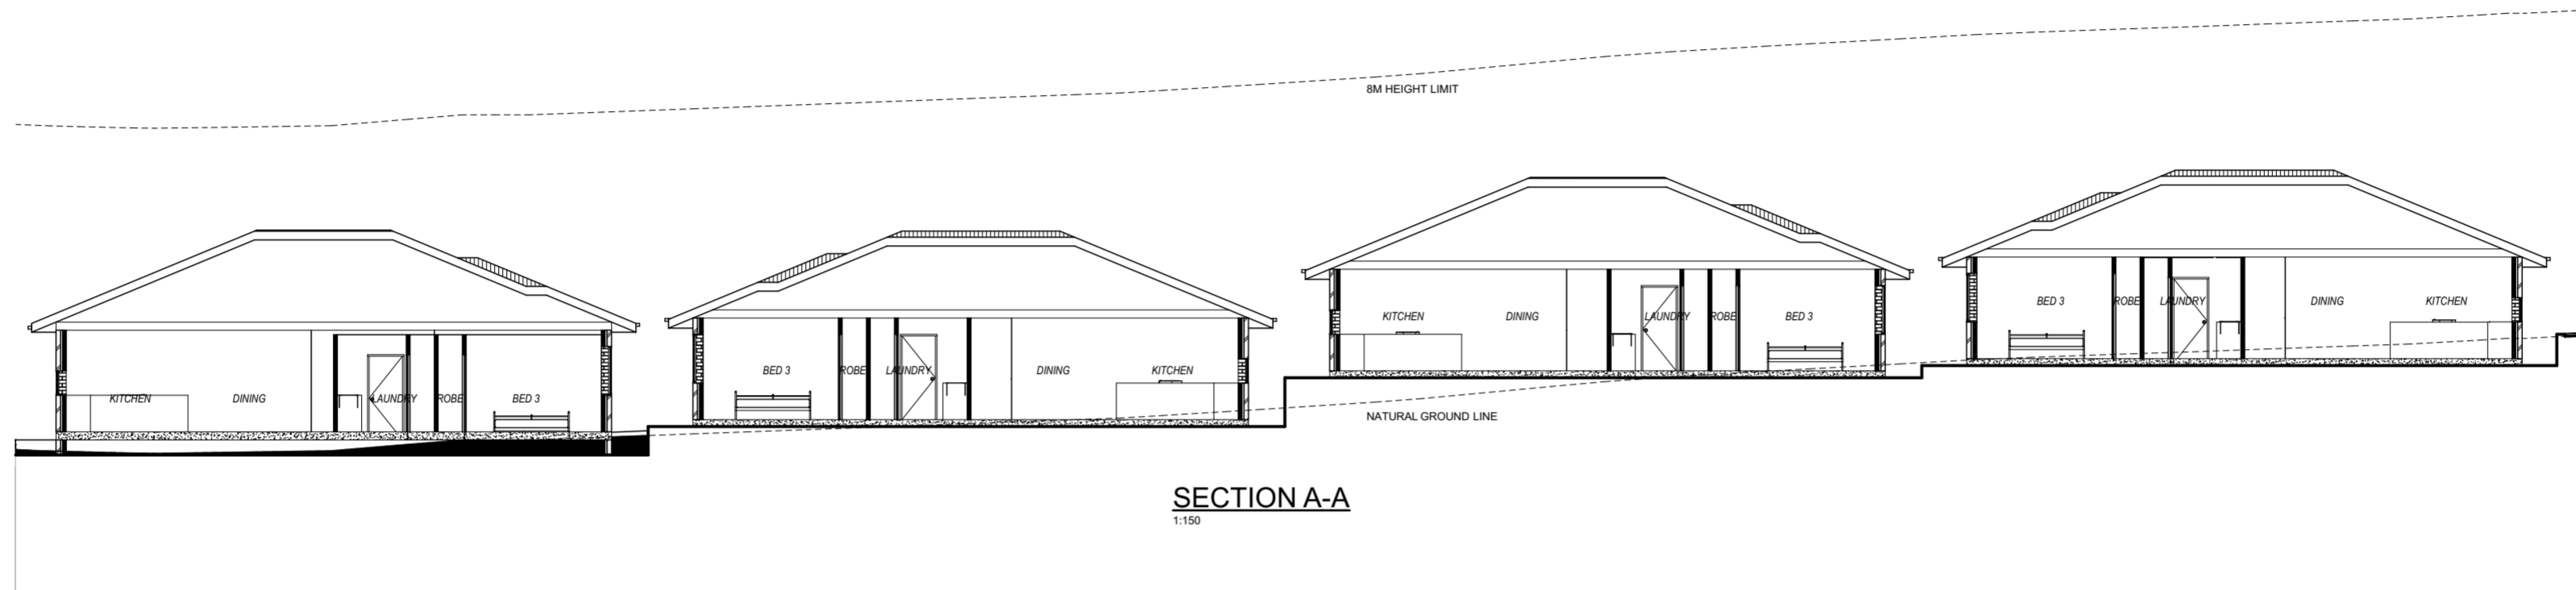 8M HEIGHT LIMIT
KITCHEN DINING LAUNDRY ROBE BED 3
BED 3 ROBE LAUNDRY DINING KITCHEN
KITCHEN DINING LAUNDRY ROBE BED 3
BED 3 ROBE LAUNDRY DINING KITCHEN
NATURAL GROUND LINE
SECTION A-A
1:150